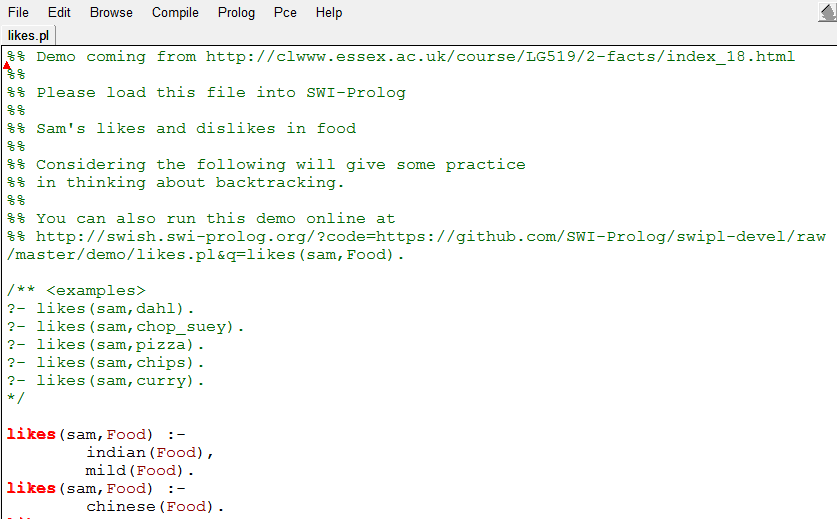 File Edit Browse Compile Prolog Pce Help
likes.pl
%% Demo coming from http://clwww.essex.ac.uk/course/LG519/2-facts/index_18.html
%%
%% Please load this file into SWI-Prolog
%%
%% Sam's likes and dislikes in food
%%
%% Considering the following will give some practice
%% in thinking about backtracking.
%%
%% You can also run this demo online at
%% http://swish.swi-prolog.org/?code=https://github.com/SWI-Prolog/swipl-devel/raw
/master/demo/likes.pl&q=likes(sam,Food).

/** <examples>
?- likes(sam,dahl).
?- likes(sam,chop_suey).
?- likes(sam,pizza).
?- likes(sam,chips).
?- likes(sam,curry).
*/

likes(sam,Food) :-
        indian(Food),
        mild(Food).
likes(sam,Food) :-
        chinese(Food).